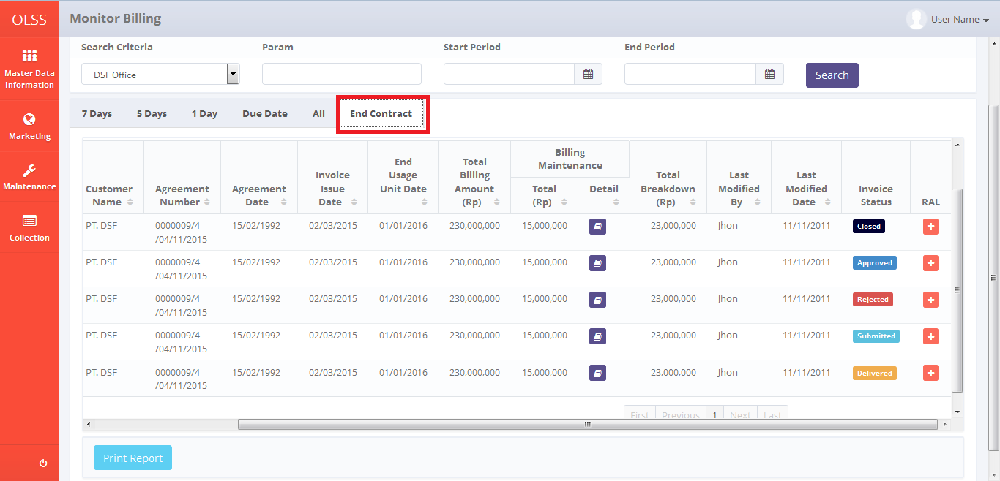 OLSS
Monitor Billing
User Name
Master Data
Information
Marketing
Maintenance
Collection
Search Criteria Param Start Period End Period
DSF Office
Search
7 Days 5 Days 1 Day Due Date All End Contract
Customer
Name
Agreement
Number
Agreement
Date
Invoice
Issue
Date
End
Usage
Unit Date
Total
Billing
Amount
(Rp)
Billing
Maintenance
Total
(Rp)
Detail
Total
Breakdown
(Rp)
Last
Modified
By
Last
Modified
Date
Invoice
Status
RAL
PT. DSF 0000009/4 15/02/1992 02/03/2015 01/01/2016 230,000,000 15,000,000 23,000,000 Jhon 11/11/2011 Closed
/04/11/2015
PT. DSF 0000009/4 15/02/1992 02/03/2015 01/01/2016 230,000,000 15,000,000 23,000,000 Jhon 11/11/2011 Approved
/04/11/2015
PT. DSF 0000009/4 15/02/1992 02/03/2015 01/01/2016 230,000,000 15,000,000 23,000,000 Jhon 11/11/2011 Rejected
/04/11/2015
PT. DSF 0000009/4 15/02/1992 02/03/2015 01/01/2016 230,000,000 15,000,000 23,000,000 Jhon 11/11/2011 Submitted
/04/11/2015
PT. DSF 0000009/4 15/02/1992 02/03/2015 01/01/2016 230,000,000 15,000,000 23,000,000 Jhon 11/11/2011 Delivered
/04/11/2015
First Previous 1 Next Last
Print Report